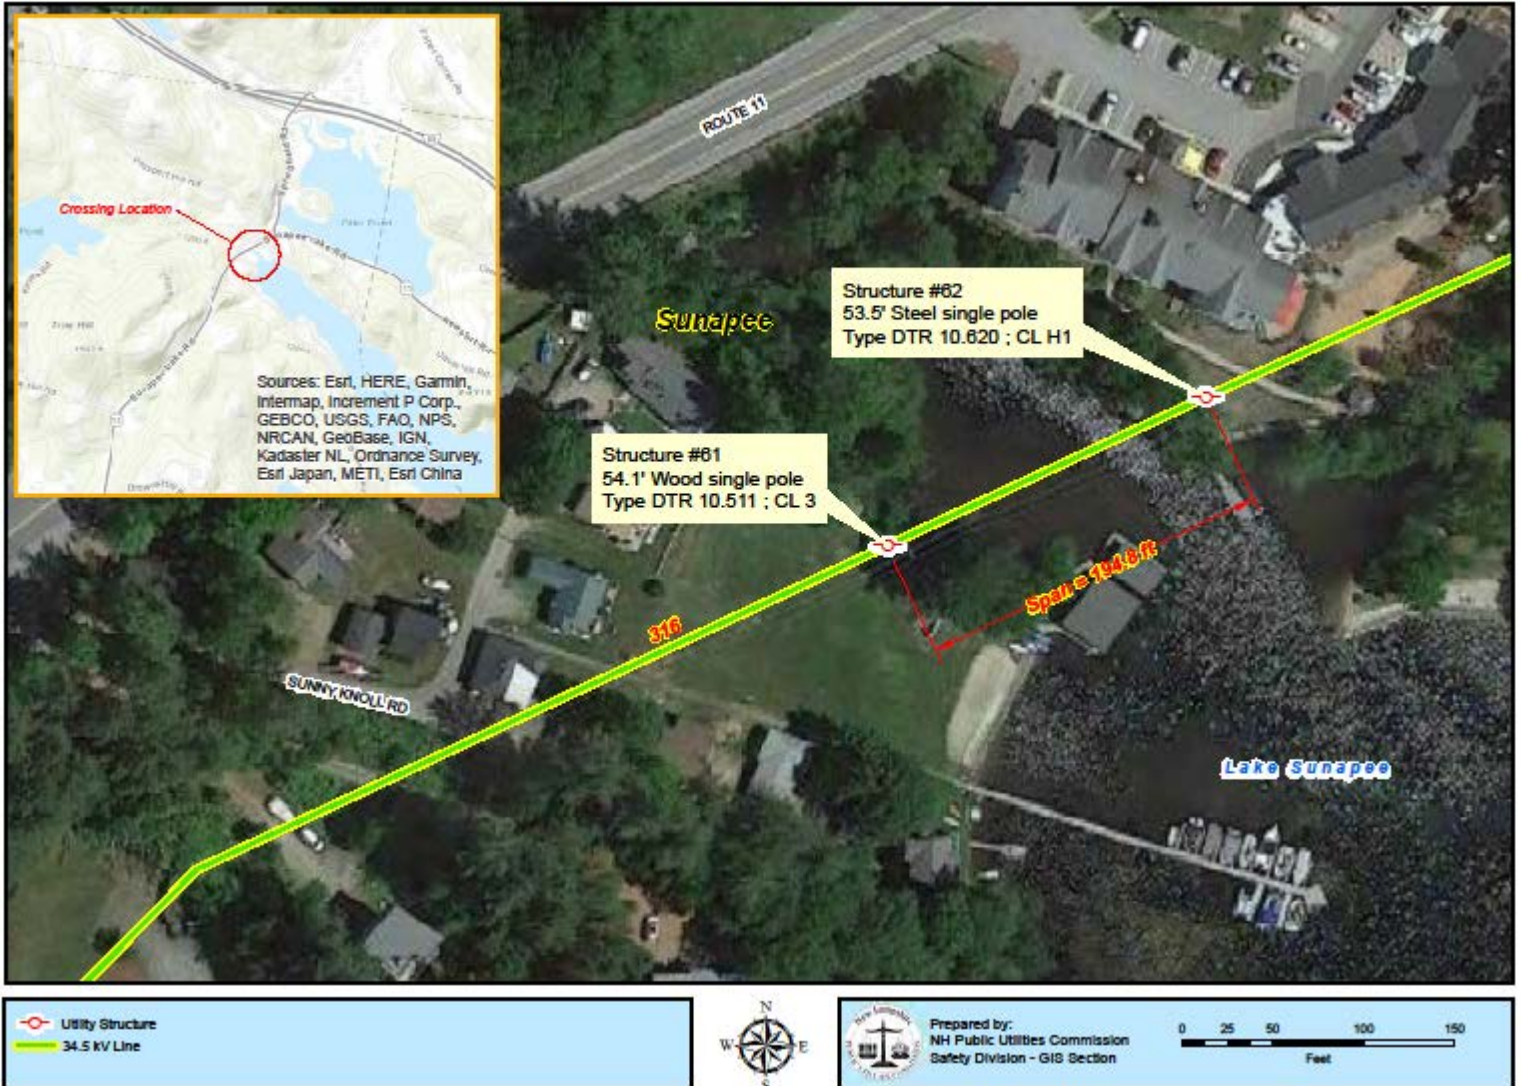 Crossing Location
Sources: Esri, HERE, Garmin,
Intermap, Increment P Corp.,
GEBCO, USGS, FAO, NPS,
NRCAN, GeoBase, IGN,
Kadaster NL, Ordnance Survey,
Esri Japan, METI, Esri China
ROUTE 11
Sunapee
Structure #62
53.5' Steel single pole
Type DTR 10.620 ; CL H1
Structure #61
54.1' Wood single pole
Type DTR 10.511 ; CL 3
Span = 194.8 ft
316
SUNNY KNOLL RD
Lake Sunapee
Utility Structure
34.5 kV Line
N
W E
S
New Hampshire
Prepared by:
NH Public Utilities Commission
Safety Division - GIS Section
0 25 50 100 150
Feet